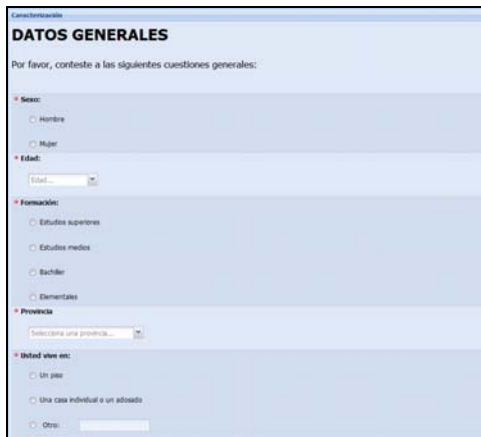 Caracterización
DATOS GENERALES
Por favor, conteste a las siguientes cuestiones generales:
* Sexo:
Hombre
Mujer
* Edad:
Edad...
* Formación:
Estudios superiores
Estudios medios
Bachiller
Elementales
* Provincia
Selecciona una provincia...
* Usted vive en:
Un piso
Una casa individual o un adosado
Otro: